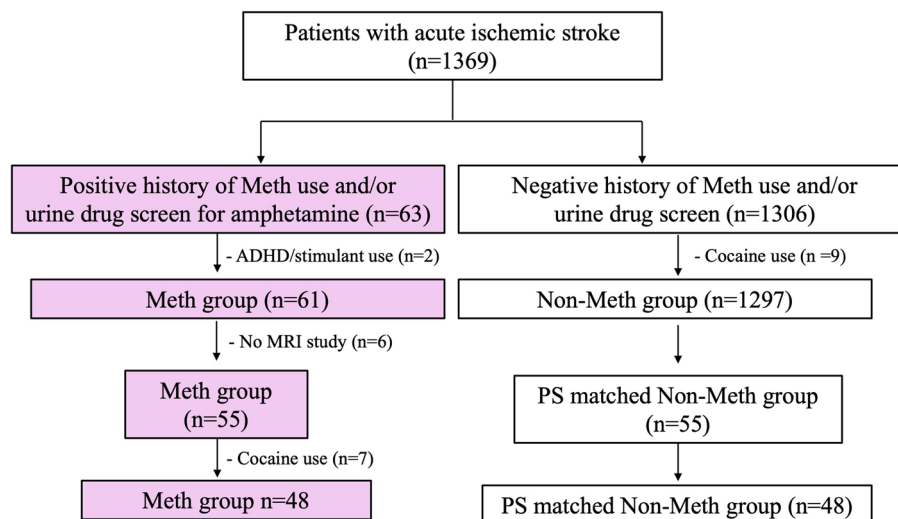 Patients with acute ischemic stroke
(n=1369)
Positive history of Meth use and/or
urine drug screen for amphetamine (n=63)
Negative history of Meth use and/or
urine drug screen (n=1306)
- ADHD/stimulant use (n=2)
- Cocaine use (n =9)
Meth group (n=61)
Non-Meth group (n=1297)
- No MRI study (n=6)
Meth group
(n=55)
PS matched Non-Meth group
(n=55)
- Cocaine use (n=7)
Meth group n=48
PS matched Non-Meth group (n=48)